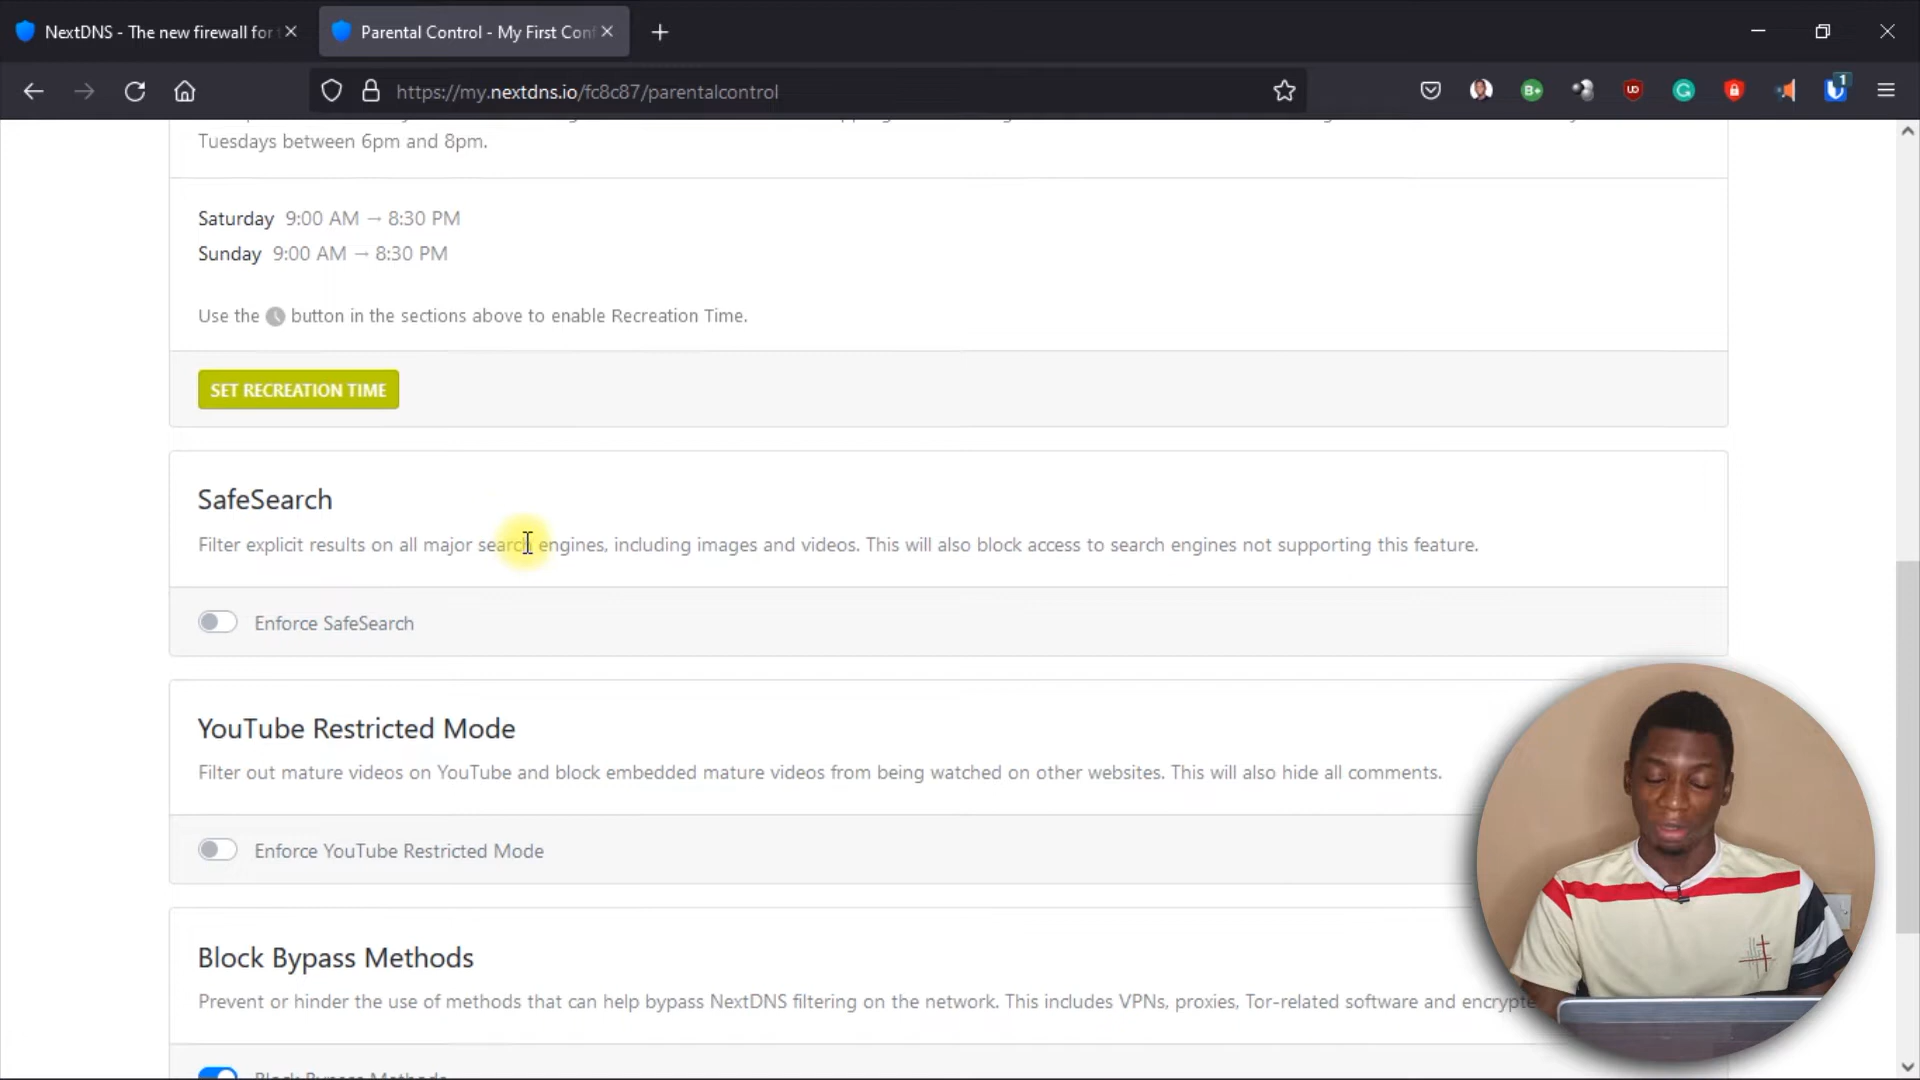 NextDNS - The new firewall for
Parental Control - My First Con
https://my.nextdns.io/fc8c87/parentalcontrol
1
Tuesdays between 6pm and 8pm.
Saturday 9:00 AM → 8:30 PM
Sunday 9:00 AM → 8:30 PM
Use the button in the sections above to enable Recreation Time.
SET RECREATION TIME
SafeSearch
Filter explicit results on all major search engines, including images and videos. This will also block access to search engines not supporting this feature.
Enforce SafeSearch
YouTube Restricted Mode
Filter out mature videos on YouTube and block embedded mature videos from being watched on other websites. This will also hide all comments.
Enforce YouTube Restricted Mode
Block Bypass Methods
Prevent or hinder the use of methods that can help bypass NextDNS filtering on the network. This includes VPNs, proxies, Tor-related software and encrypte
Block Bypass Methods